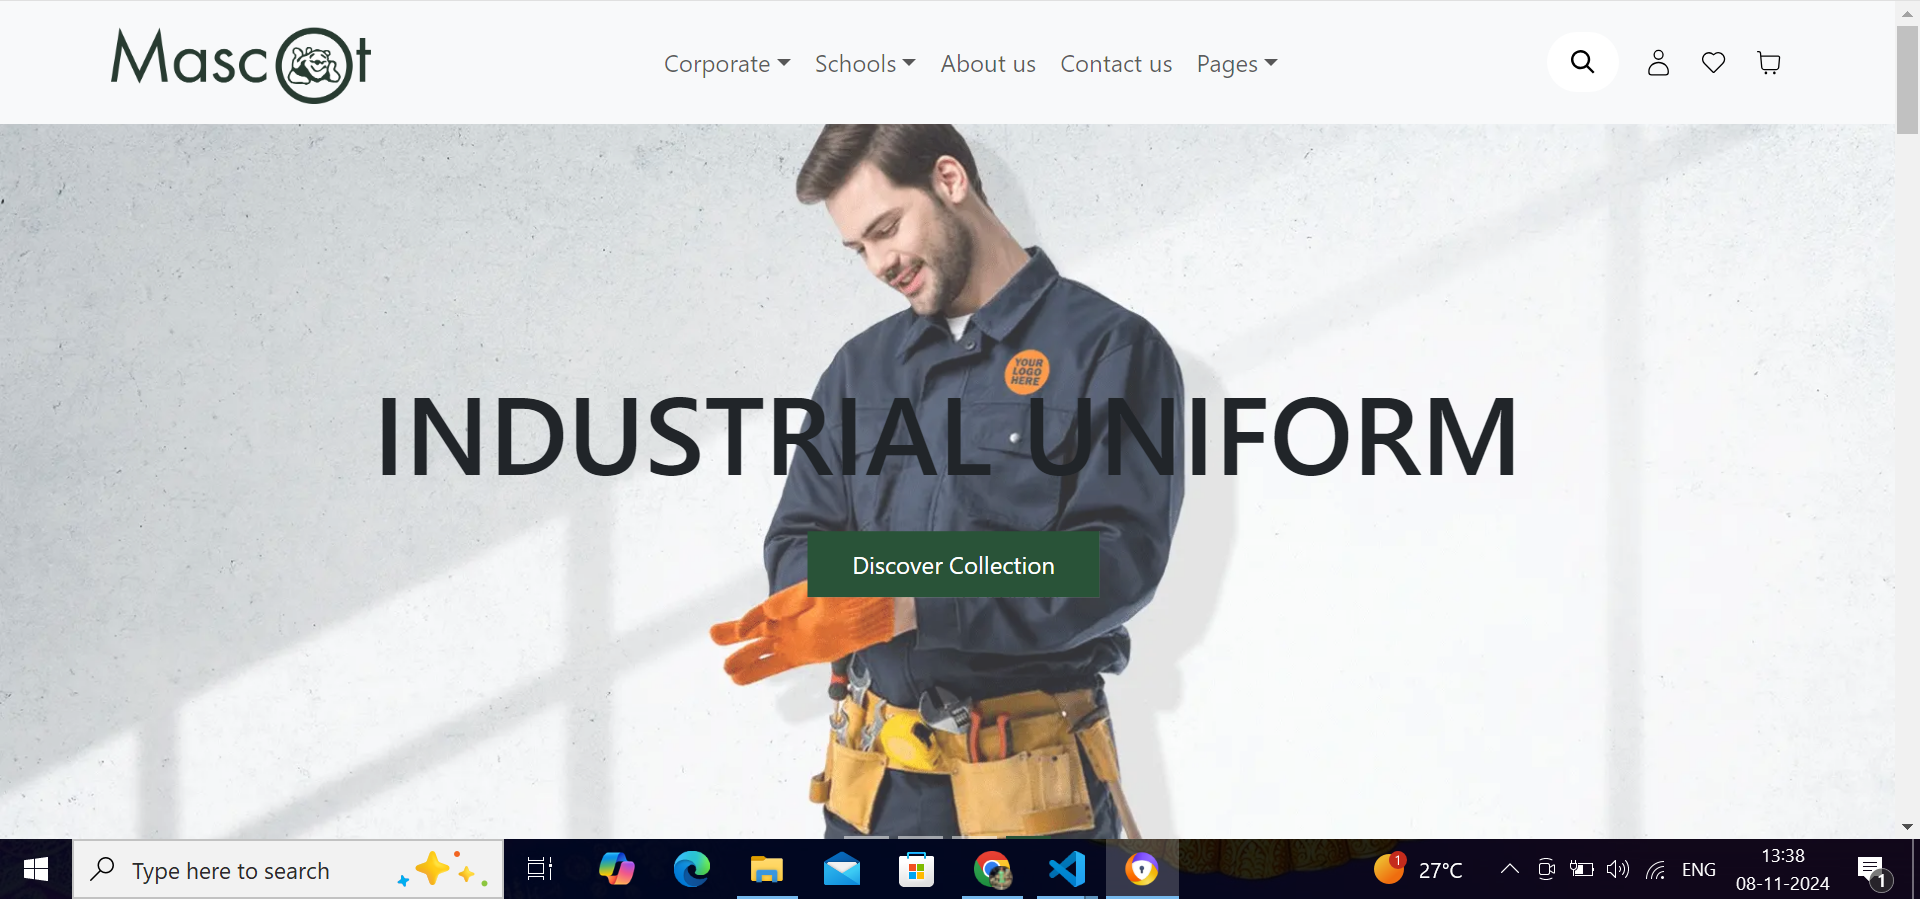 Mascot
Corporate Schools About us Contact us Pages
YOUR
LOGO
HERE
INDUSTRIAL UNIFORM
Discover Collection
Type here to search
1
27°C
ENG
13:38
08-11-2024
1